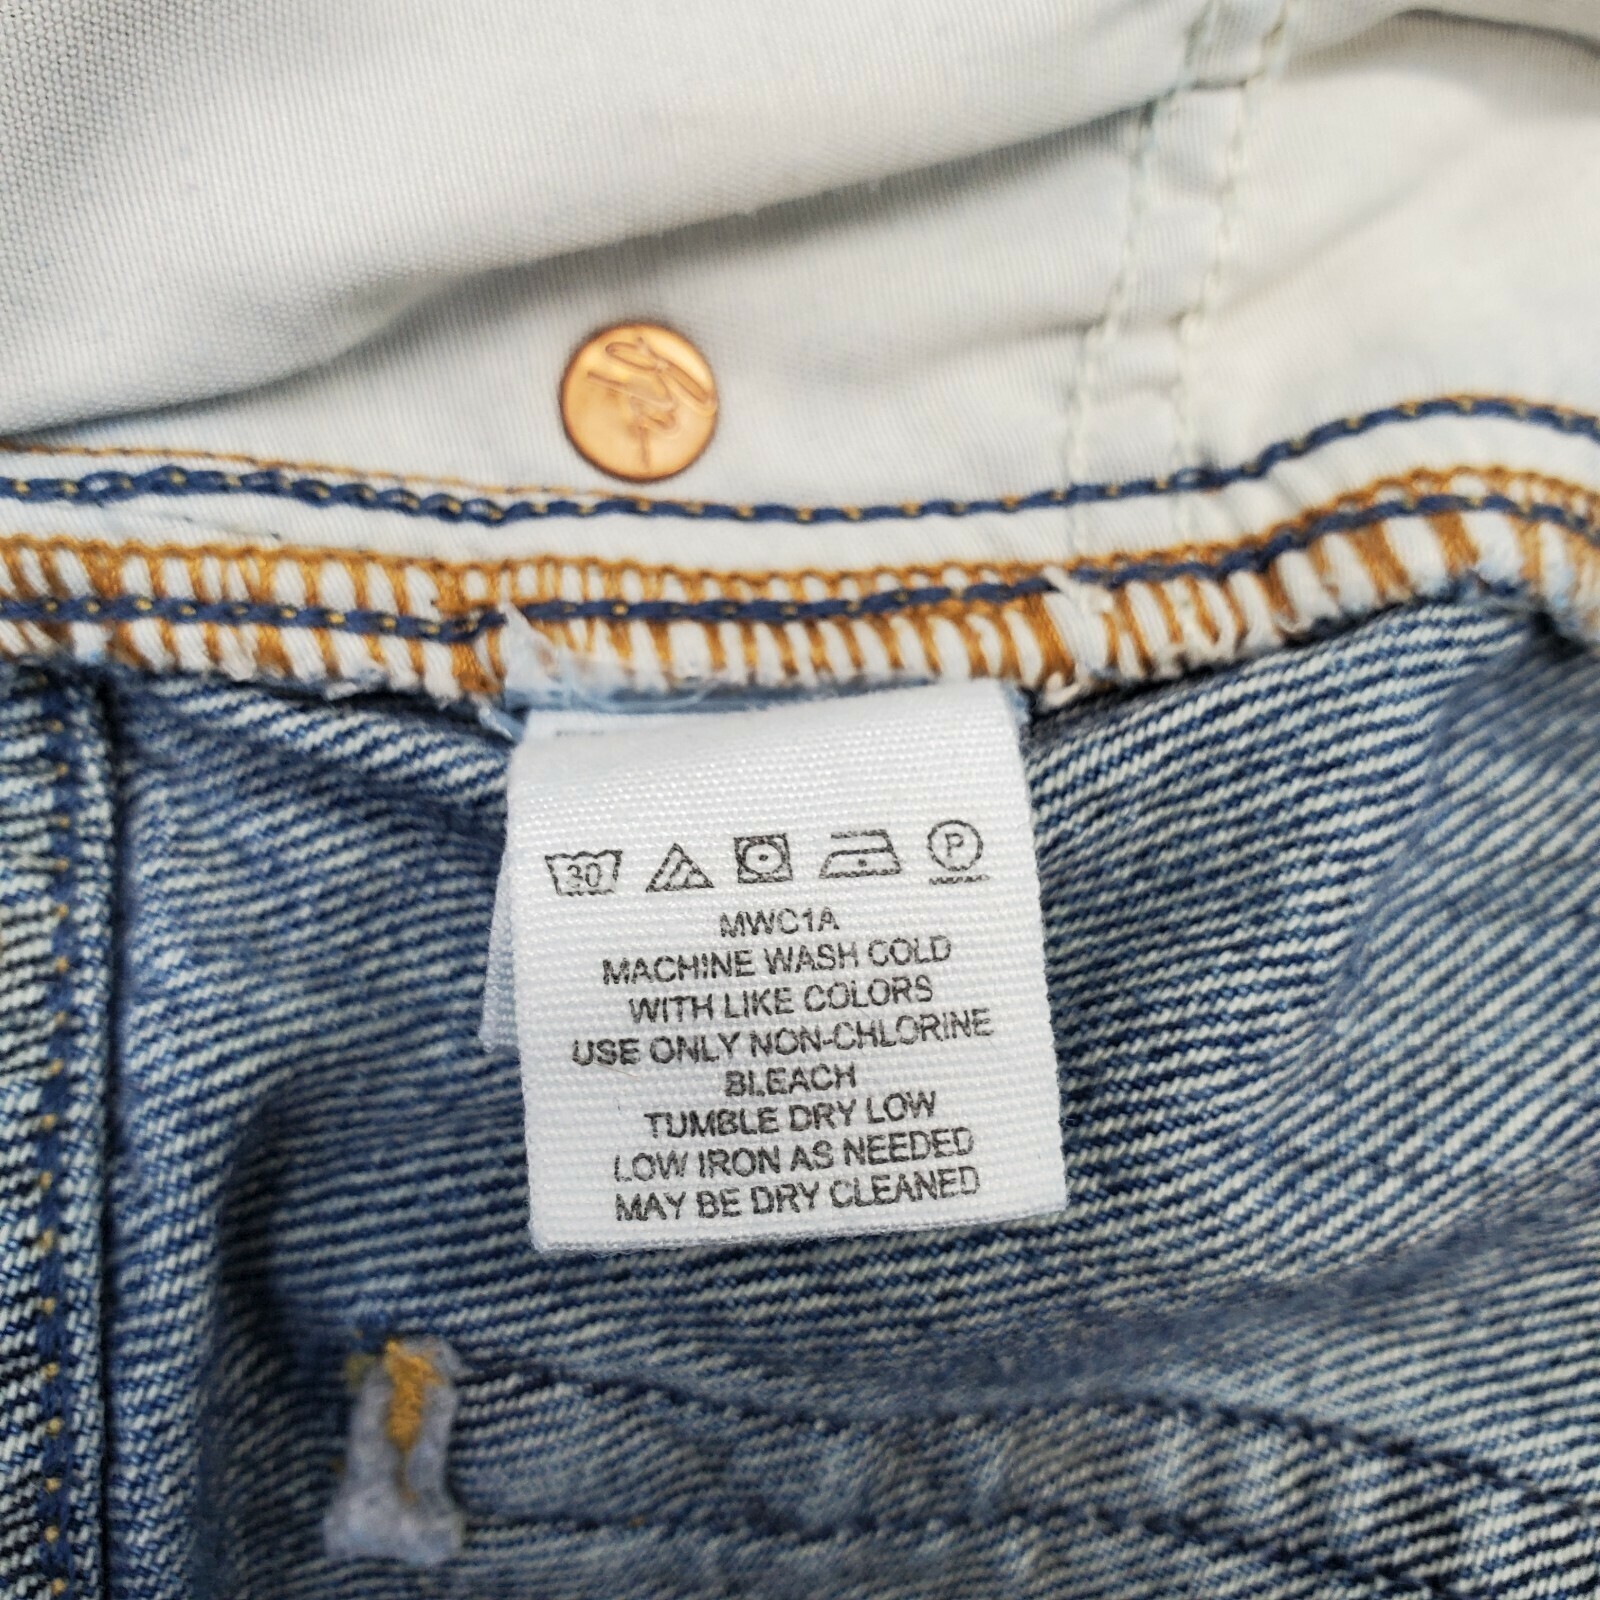 30
P
MWC1A
MACHINE WASH COLD
WITH LIKE COLORS
USE ONLY NON-CHLORINE
BLEACH
TUMBLE DRY LOW
LOW IRON AS NEEDED
MAY BE DRY CLEANED